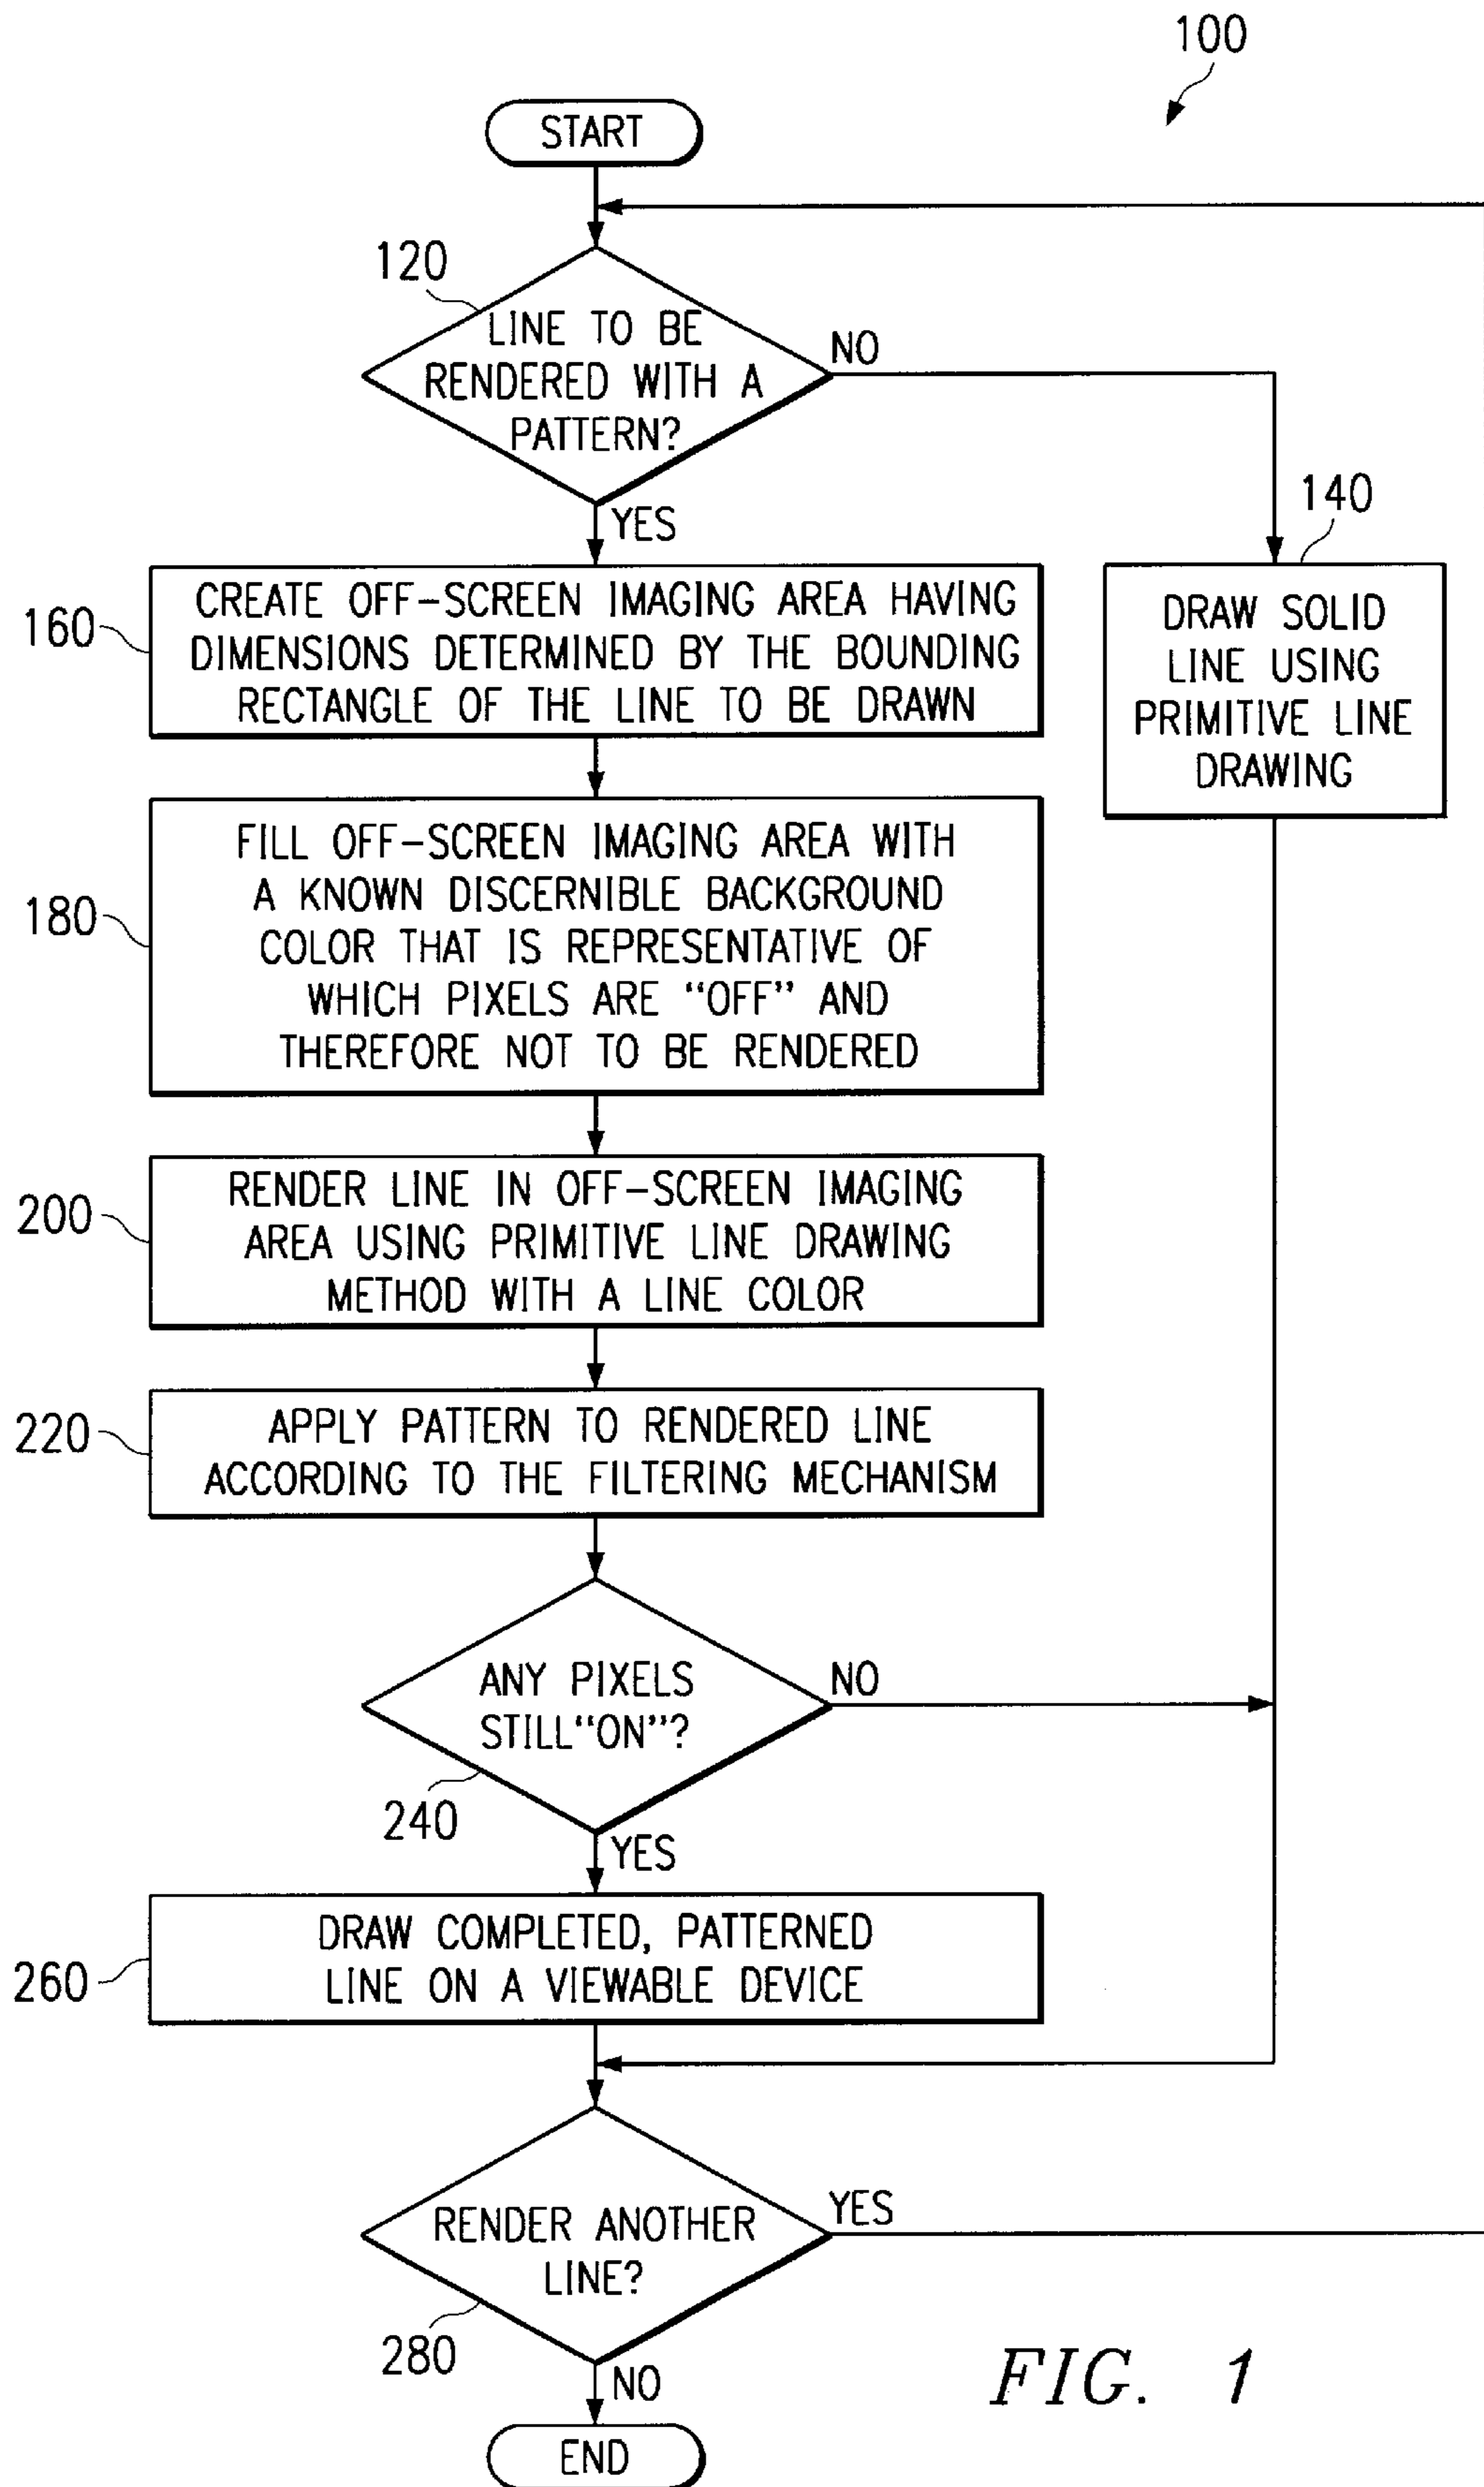 100
START
120
LINE TO BE
RENDERED WITH A
PATTERN?
NO
YES
140
DRAW SOLID
LINE USING
PRIMITIVE LINE
DRAWING
160
CREATE OFF-SCREEN IMAGING AREA HAVING
DIMENSIONS DETERMINED BY THE BOUNDING
RECTANGLE OF THE LINE TO BE DRAWN
180
FILL OFF-SCREEN IMAGING AREA WITH
A KNOWN DISCERNIBLE BACKGROUND
COLOR THAT IS REPRESENTATIVE OF
WHICH PIXELS ARE “OFF” AND
THEREFORE NOT TO BE RENDERED
200
RENDER LINE IN OFF-SCREEN IMAGING
AREA USING PRIMITIVE LINE DRAWING
METHOD WITH A LINE COLOR
220
APPLY PATTERN TO RENDERED LINE
ACCORDING TO THE FILTERING MECHANISM
ANY PIXELS
STILL“ON”?
NO
240
YES
260
DRAW COMPLETED, PATTERNED
LINE ON A VIEWABLE DEVICE
RENDER ANOTHER
LINE?
YES
280
NO
END
FIG. 1